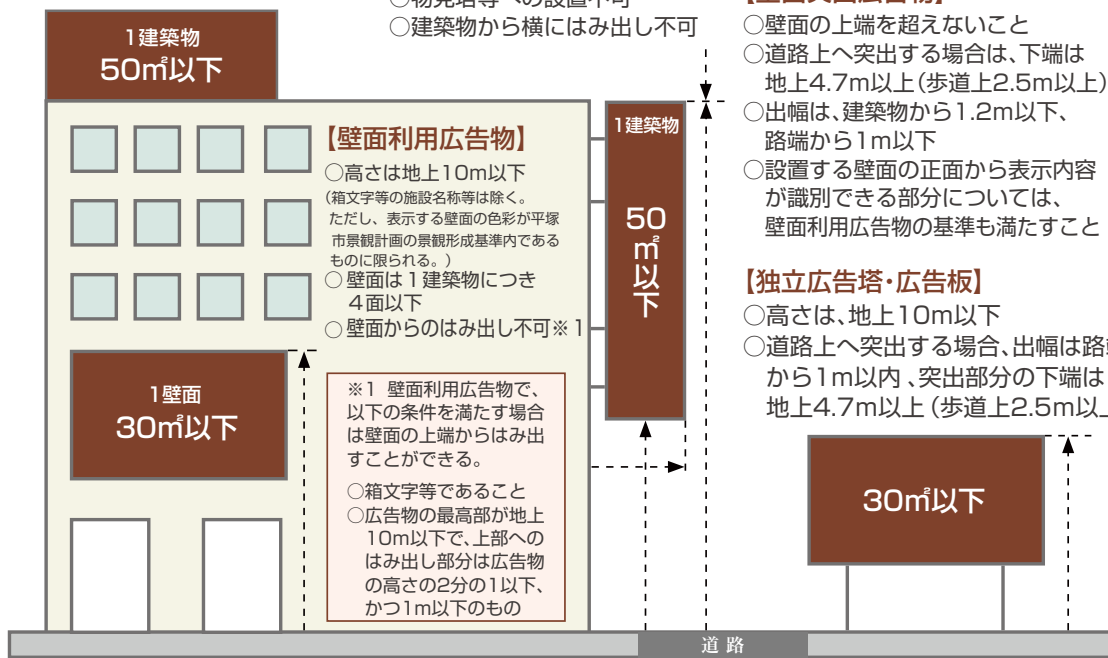 ○建築物から横にはみ出し不可
1建築物
50㎡以下
【壁面利用広告物】
○高さは地上10m以下
(箱文字等の施設名称等は除く。
ただし、表示する壁面の色彩が平塚
市景観計画の景観形成基準内である
ものに限られる。)
○壁面は1建築物につき
4面以下
○壁面からのはみ出し不可※1
1壁面
30㎡以下
※1 壁面利用広告物で、
以下の条件を満たす場合
は壁面の上端からはみ出
すことができる。
○箱文字等であること
○広告物の最高部が地上
10m以下で、上部への
はみ出し部分は広告物
の高さの2分の1以下、
かつ1m以下のもの
1建築物
50㎡以下
○壁面の上端を超えないこと
○道路上へ突出する場合は、下端は
地上4.7m以上(歩道上2.5m以上)
○出幅は、建築物から1.2m以下、
路端から1m以下
○設置する壁面の正面から表示内容
が識別できる部分については、
壁面利用広告物の基準も満たすこと
【独立広告塔・広告板】
○高さは、地上10m以下
○道路上へ突出する場合、出幅は路
から1m以内、突出部分の下端は
地上4.7m以上(歩道上2.5m以上
30㎡以下
道路